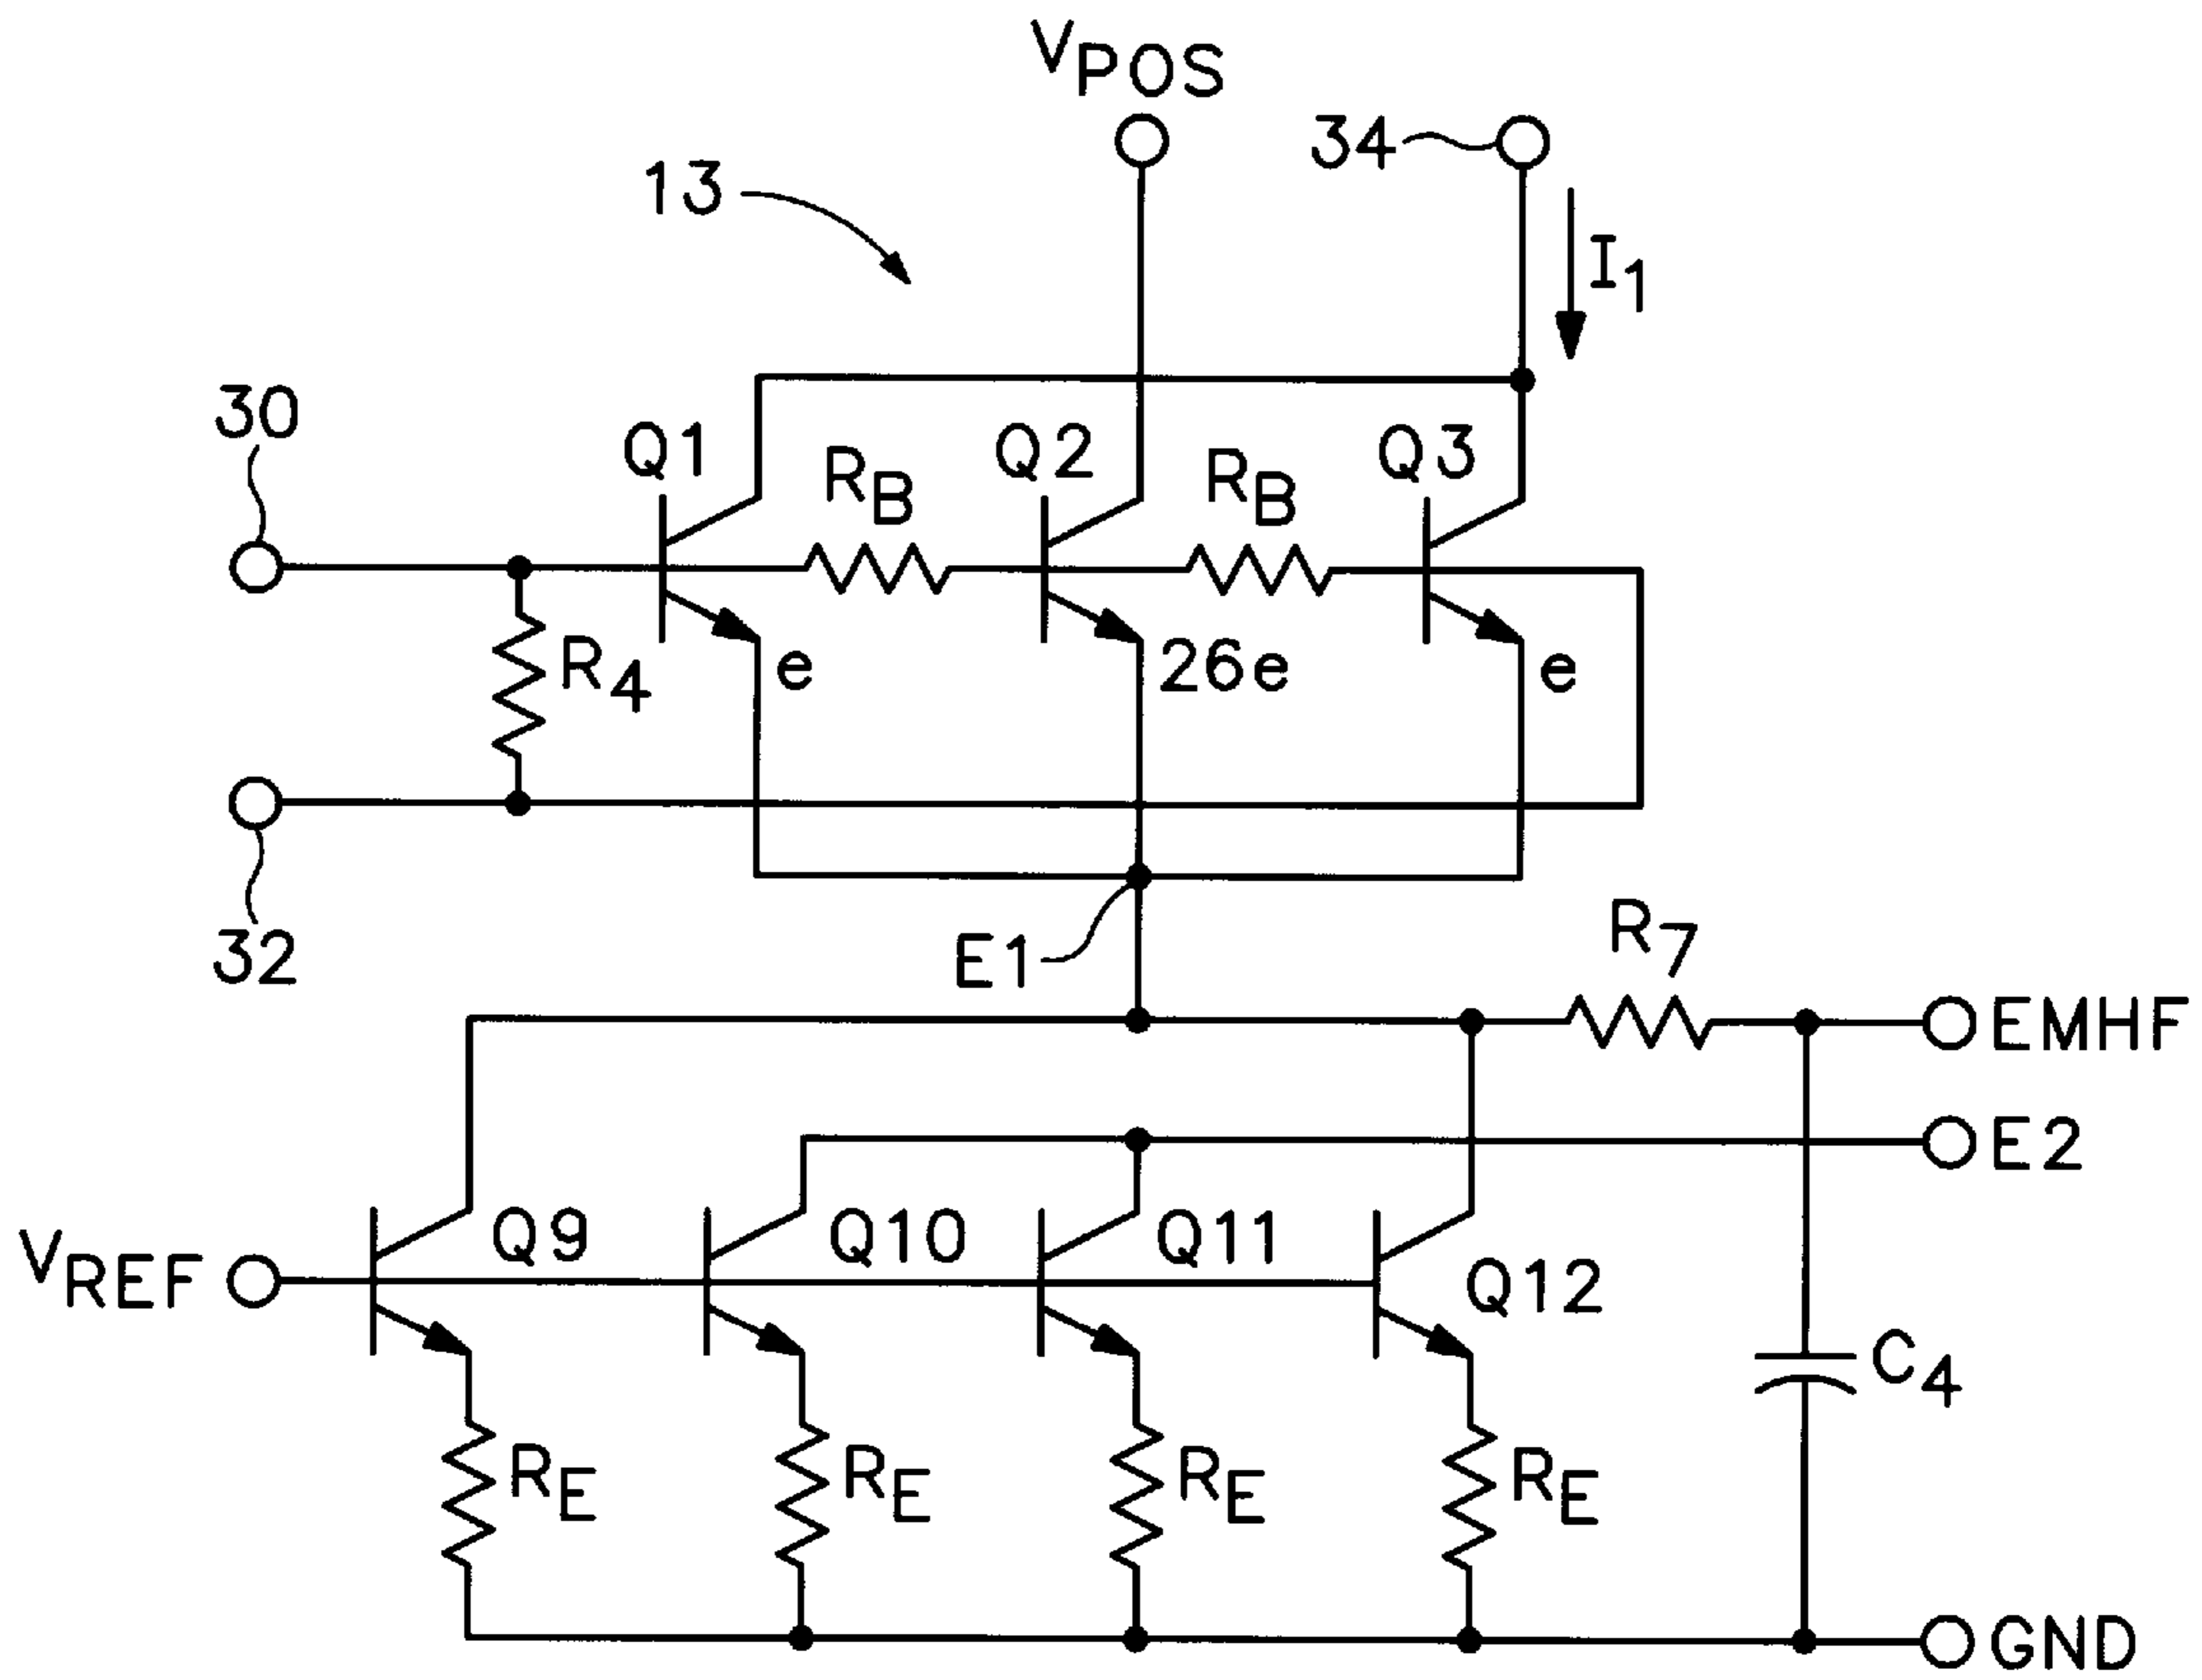 VPOS
34
13
I1
30
Q1
RB
Q2
RB
Q3
R4
e
26e
e
32
E1
R7
EMHF
E2
VREF
Q9
Q10
Q11
Q12
C4
RE
RE
RE
RE
GND